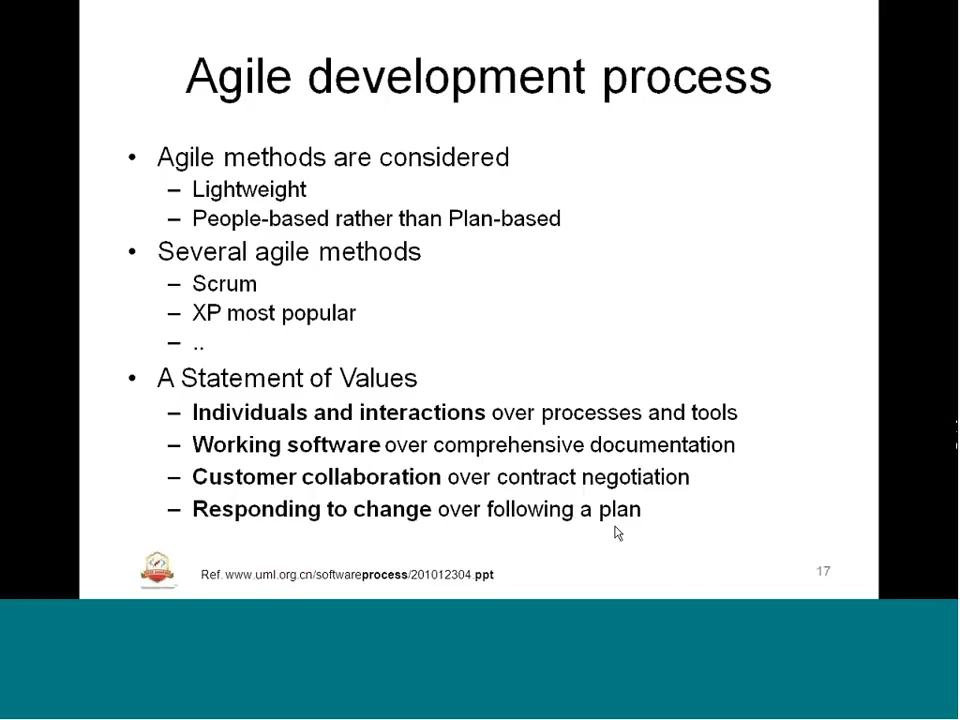 Agile development process
• Agile methods are considered
– Lightweight
– People-based rather than Plan-based
• Several agile methods
– Scrum
– XP most popular
– ..
• A Statement of Values
– Individuals and interactions over processes and tools
– Working software over comprehensive documentation
– Customer collaboration over contract negotiation
– Responding to change over following a plan
Ref. www.uml.org.cn/softwareprocess/201012304.ppt
17